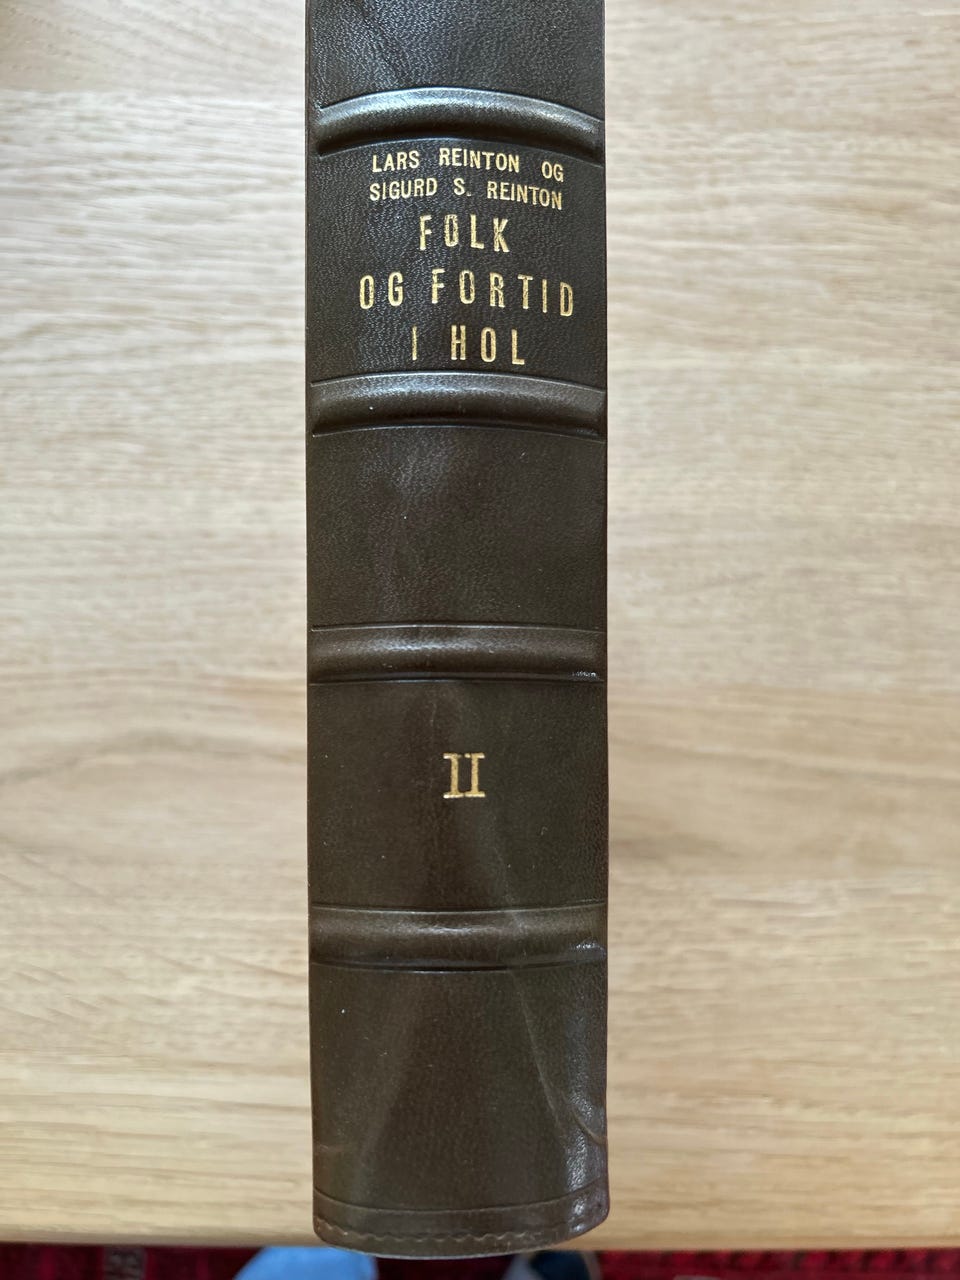 LARS REINTON OG
SIGURD S. REINTON
FOLK
OG FORTID
I HOL
II